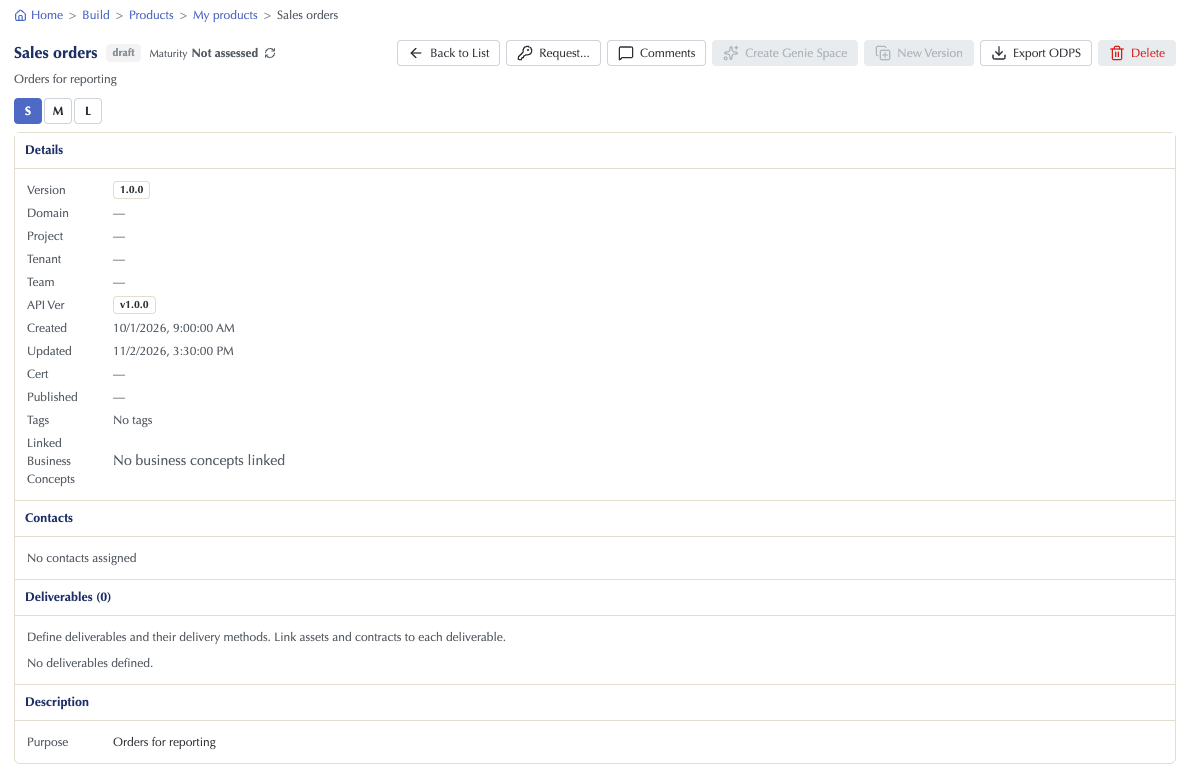 Home > Build > Products > My products > Sales orders
Sales orders draft Maturity Not assessed Back to List Request... Comments Create Genie Space New Version Export ODPS Delete
Orders for reporting
S M L
Details
Version 1.0.0
Domain —
Project —
Tenant —
Team —
API Ver v1.0.0
Created 10/1/2026, 9:00:00 AM
Updated 11/2/2026, 3:30:00 PM
Cert —
Published —
Tags No tags
Linked
Business No business concepts linked
Concepts
Contacts
No contacts assigned
Deliverables (0)
Define deliverables and their delivery methods. Link assets and contracts to each deliverable.
No deliverables defined.
Description
Purpose Orders for reporting